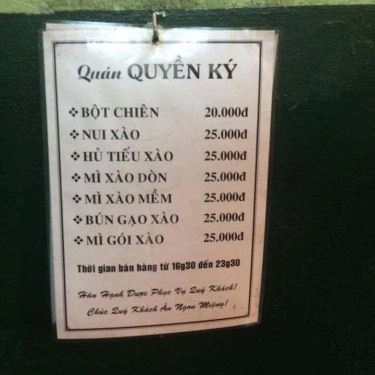 Quán QUYỀN KÝ
❖ BỘT CHIÊN 20.000đ
❖ NUI XÀO 25.000đ
❖ HỦ TIẾU XÀO 25.000đ
❖ MÌ XÀO DÒN 25.000đ
❖ MÌ XÀO MỀM 25.000đ
❖ BÚN GẠO XÀO 25.000đ
❖ MÌ GÓI XÀO 25.000đ
Thời gian bán hàng từ 16g30 đến 23g30
Hân Hạnh Được Phục Vụ Quý Khách!
Chúc Quý Khách Ăn Ngon Miệng!